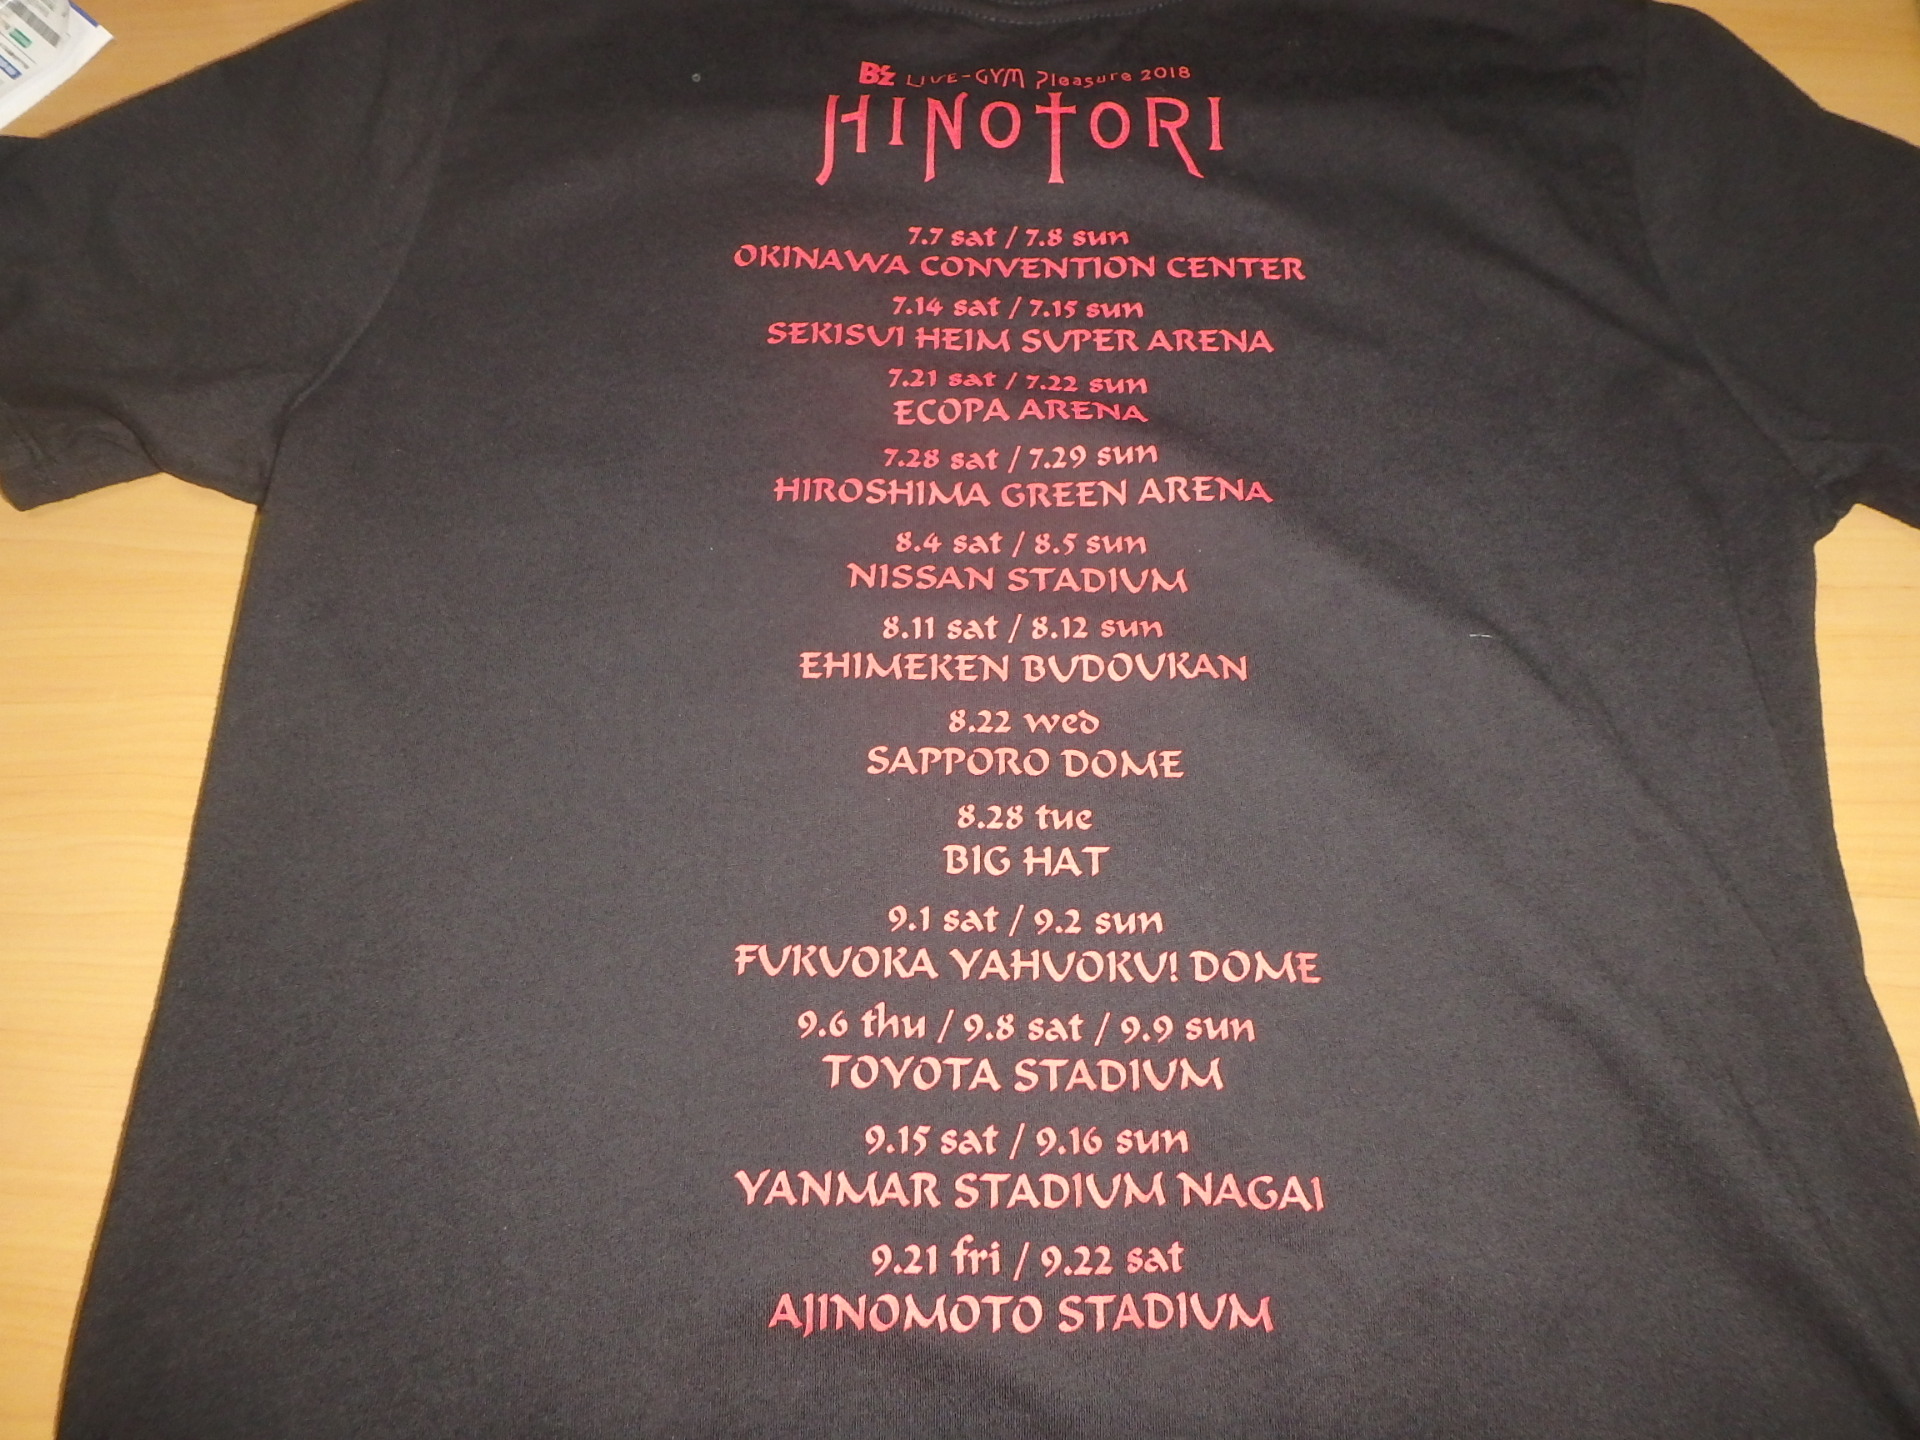 B'z LIVE-GYM Pleasure 2018
HINOTORI
7.7 sat / 7.8 sun
OKINAWA CONVENTION CENTER
7.14 sat / 7.15 sun
SEKISUI HEIM SUPER ARENA
7.21 sat / 7.22 sun
ECOPA ARENA
7.28 sat / 7.29 sun
HIROSHIMA GREEN ARENA
8.4 sat / 8.5 sun
NISSAN STADIUM
8.11 sat / 8.12 sun
EHIMEKEN BUDOUKAN
8.22 wed
SAPPORO DOME
8.28 tue
BIG HAT
9.1 sat / 9.2 sun
FUKUOKA YAHUOKU! DOME
9.6 thu / 9.8 sat / 9.9 sun
TOYOTA STADIUM
9.15 sat / 9.16 sun
YANMAR STADIUM NAGAI
9.21 fri / 9.22 sat
AJINOMOTO STADIUM